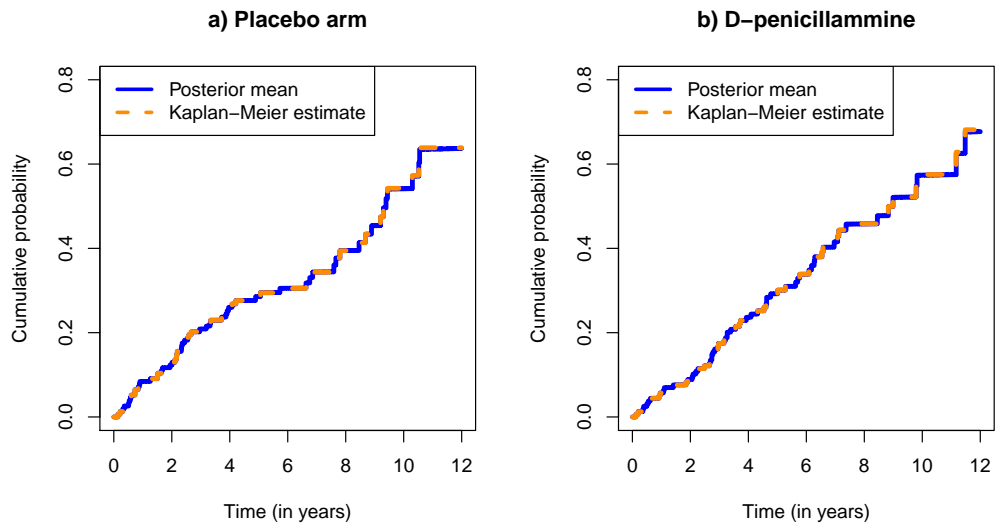 a) Placebo arm
Posterior mean
Kaplan−Meier estimate
Cumulative probability
0.0
0.2
0.4
0.6
0.8
0 2 4 6 8 10 12
Time (in years)
b) D−penicillammine
Posterior mean
Kaplan−Meier estimate
Cumulative probability
0.0
0.2
0.4
0.6
0.8
0 2 4 6 8 10 12
Time (in years)